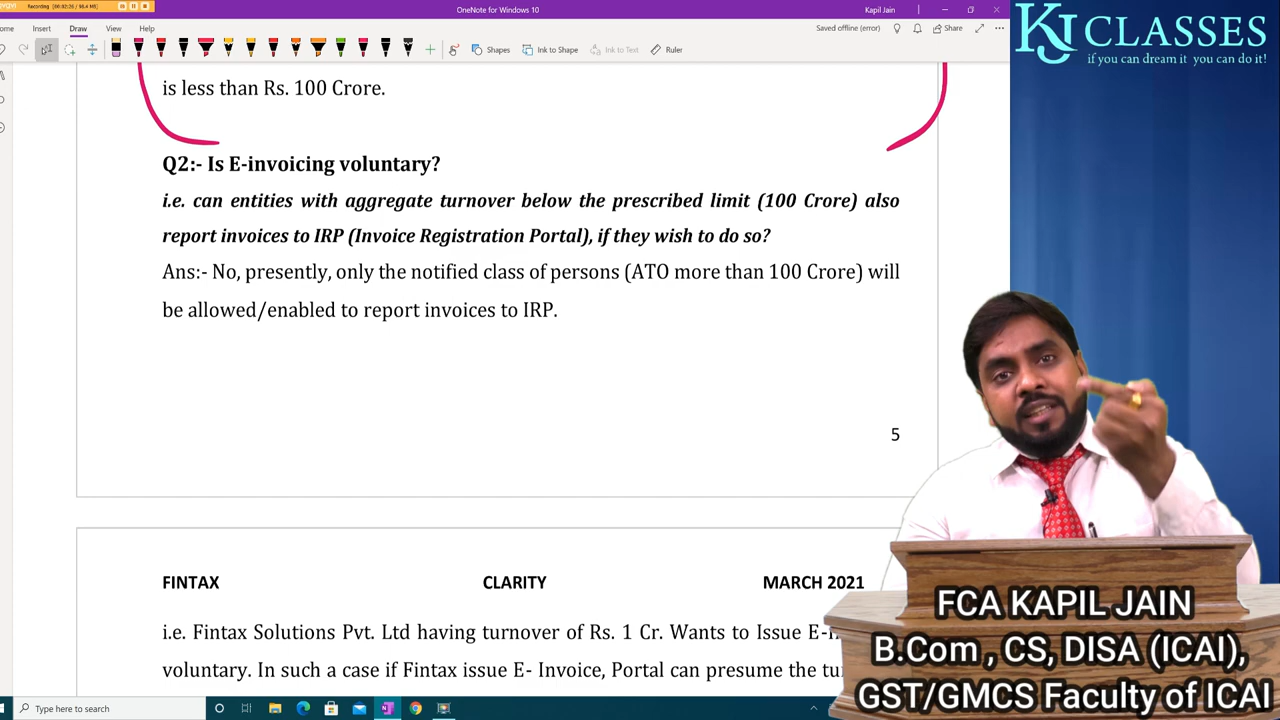 Recording
OneNote for Windows 10
Kapil Jain
Insert
Draw
View
Help
Saved offline (error)
Share
Shapes
Ink to Shape
Ink to Text
Ruler
KJ CLASSES
if you can dream it you can do it!
is less than Rs. 100 Crore.
Q2:- Is E-invoicing voluntary?
i.e. can entities with aggregate turnover below the prescribed limit (100 Crore) also
report invoices to IRP (Invoice Registration Portal), if they wish to do so?
Ans:- No, presently, only the notified class of persons (ATO more than 100 Crore) will
be allowed/enabled to report invoices to IRP.
5
FINTAX CLARITY MARCH 2021
i.e. Fintax Solutions Pvt. Ltd having turnover of Rs. 1 Cr. Wants to Issue
voluntary. In such a case if Fintax issue E- Invoice, Portal can presume the
FCA KAPIL JAIN
B.Com , CS, DISA (ICAI),
GST/GMCS Faculty of ICAI
Type here to search